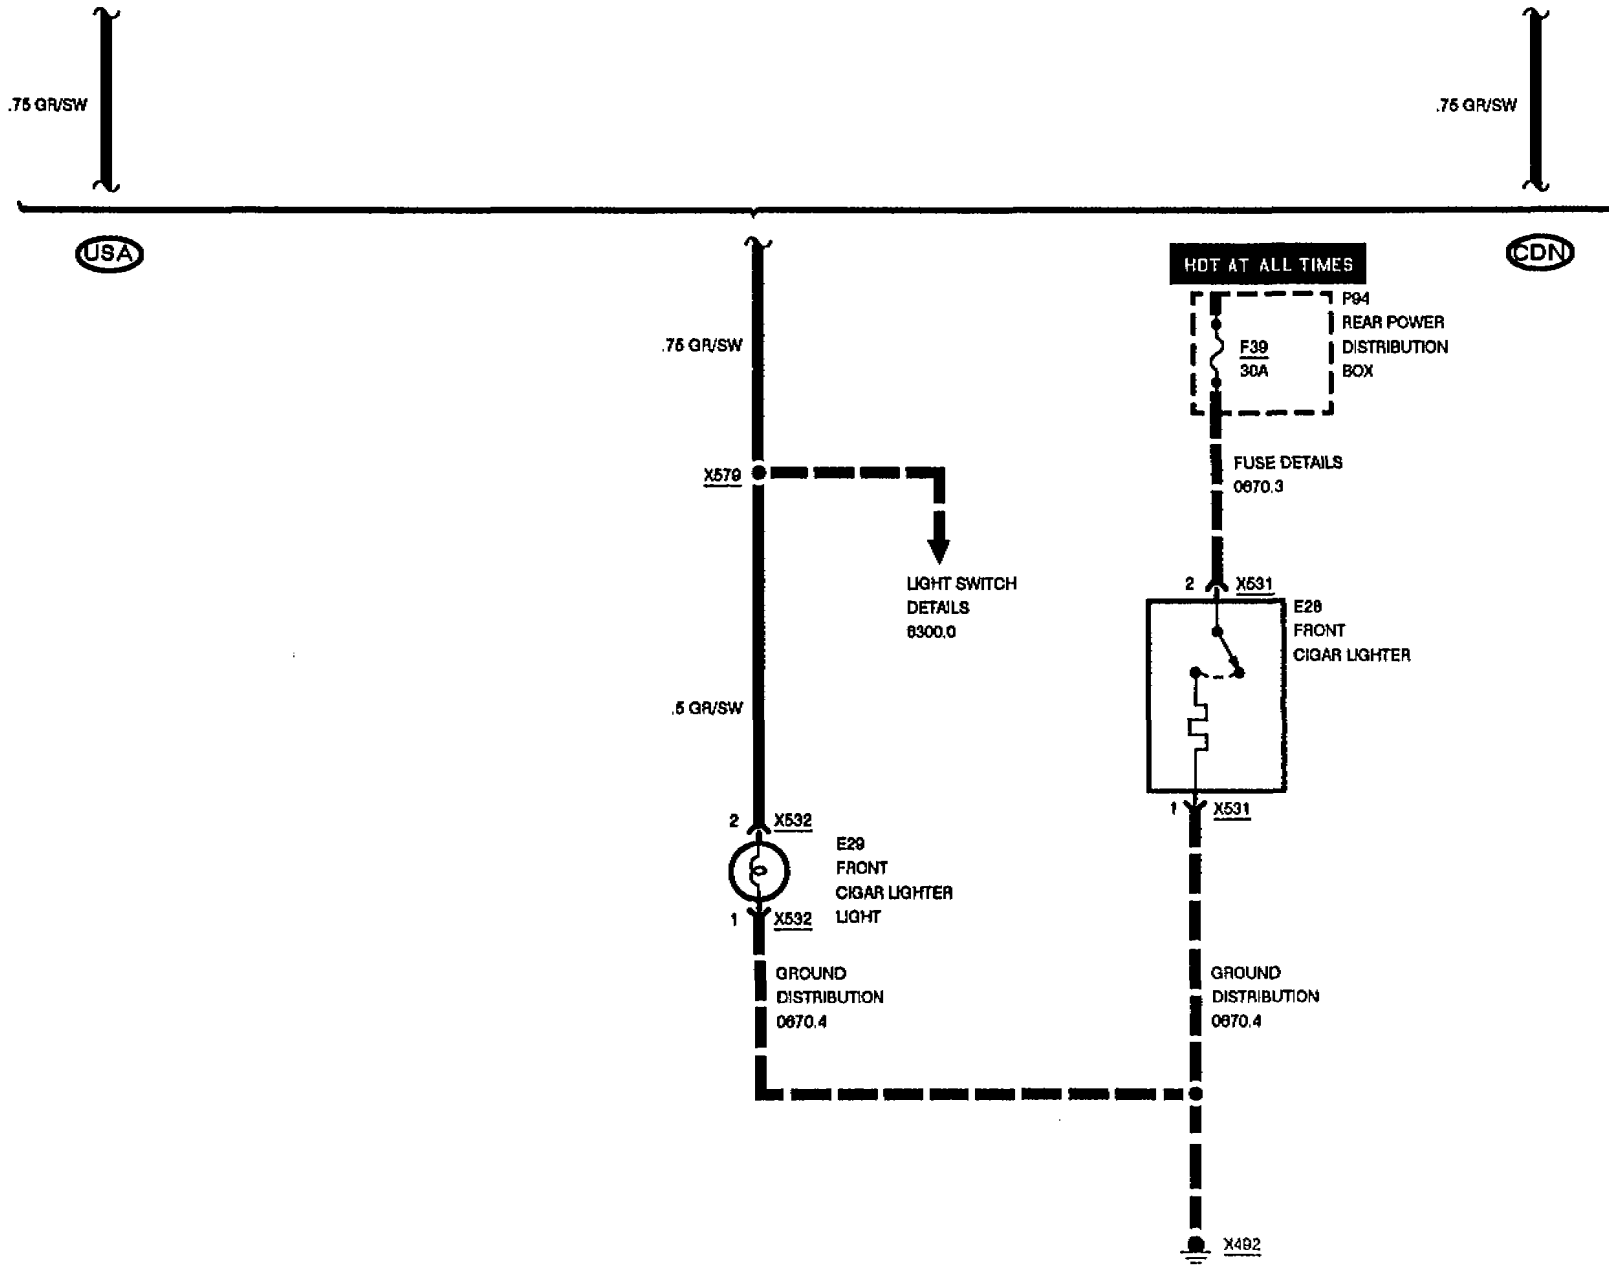 .75 GR/SW
.75 GR/SW
USA
CDN
HOT AT ALL TIMES
P94
REAR POWER
DISTRIBUTION
BOX
F39
30A
.75 GR/SW
FUSE DETAILS
0670.3
X579
LIGHT SWITCH
DETAILS
6300.0
2
X531
E28
FRONT
CIGAR LIGHTER
.5 GR/SW
1
X531
2
X532
E29
FRONT
CIGAR LIGHTER
LIGHT
1
X532
GROUND
DISTRIBUTION
0670.4
GROUND
DISTRIBUTION
0670.4
X492